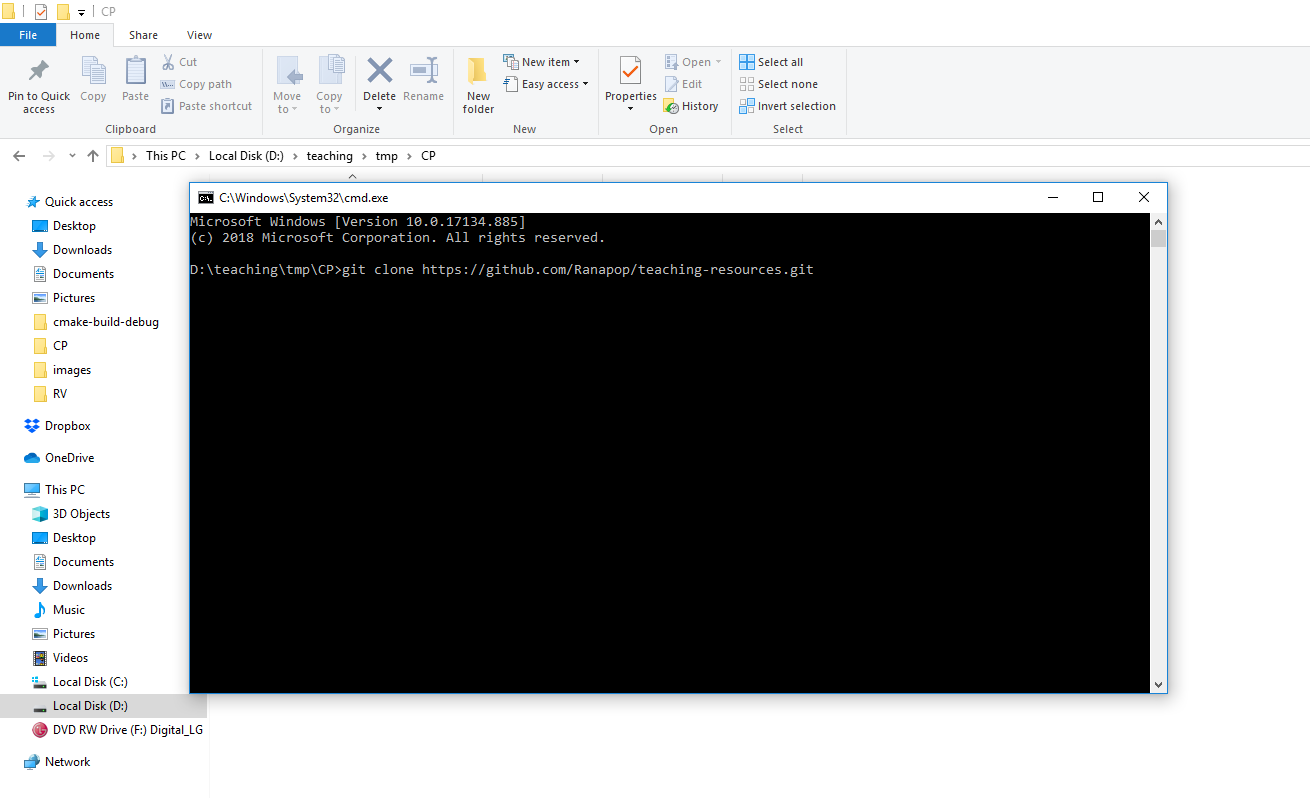 CP
File Home Share View
Pin to Quick access
Copy
Paste
Cut
Copy path
Paste shortcut
Clipboard
Move to
Copy to
Delete
Rename
Organize
New folder
New item
Easy access
New
Properties
Open
Edit
History
Open
Select all
Select none
Invert selection
Select
This PC > Local Disk (D:) > teaching > tmp > CP
Quick access
Desktop
Downloads
Documents
Pictures
cmake-build-debug
CP
images
RV
Dropbox
OneDrive
This PC
3D Objects
Desktop
Documents
Downloads
Music
Pictures
Videos
Local Disk (C:)
Local Disk (D:)
DVD RW Drive (F:) Digital_LG
Network
C:\Windows\System32\cmd.exe
Microsoft Windows [Version 10.0.17134.885]
(c) 2018 Microsoft Corporation. All rights reserved.
D:\teaching\tmp\CP>git clone https://github.com/Ranapop/teaching-resources.git